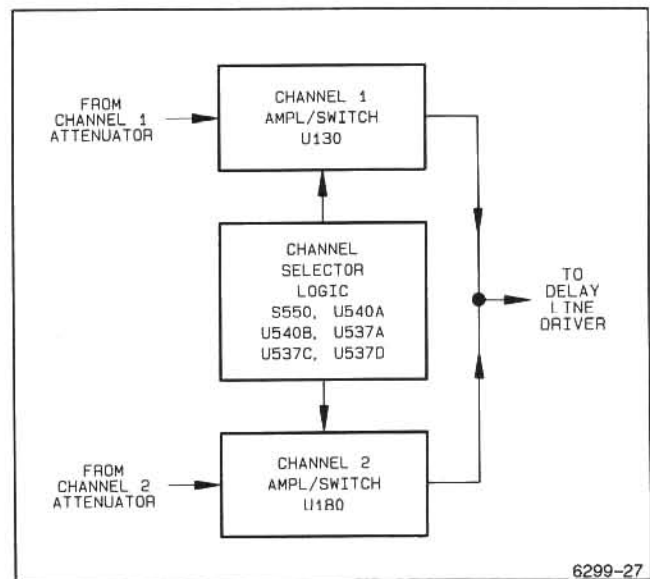 CHANNEL 1
AMPL/SWITCH
U130
FROM
CHANNEL 1
ATTENUATOR
CHANNEL
SELECTOR
LOGIC
S550, U540A
U540B, U537A
U537C, U537D
TO
DELAY
LINE
DRIVER
FROM
CHANNEL 2
ATTENUATOR
CHANNEL 2
AMPL/SWITCH
U180
6299-27